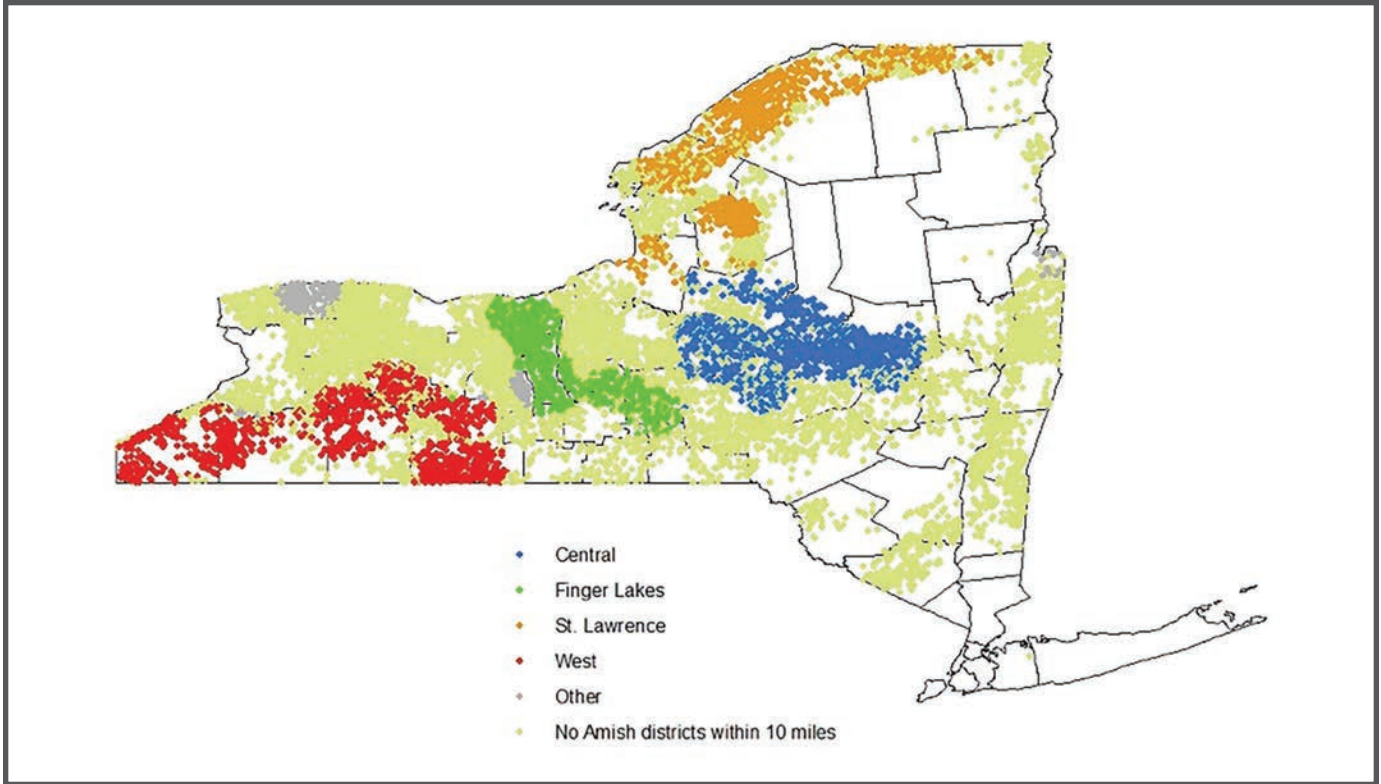 Central
Finger Lakes
St. Lawrence
West
Other
No Amish districts within 10 miles